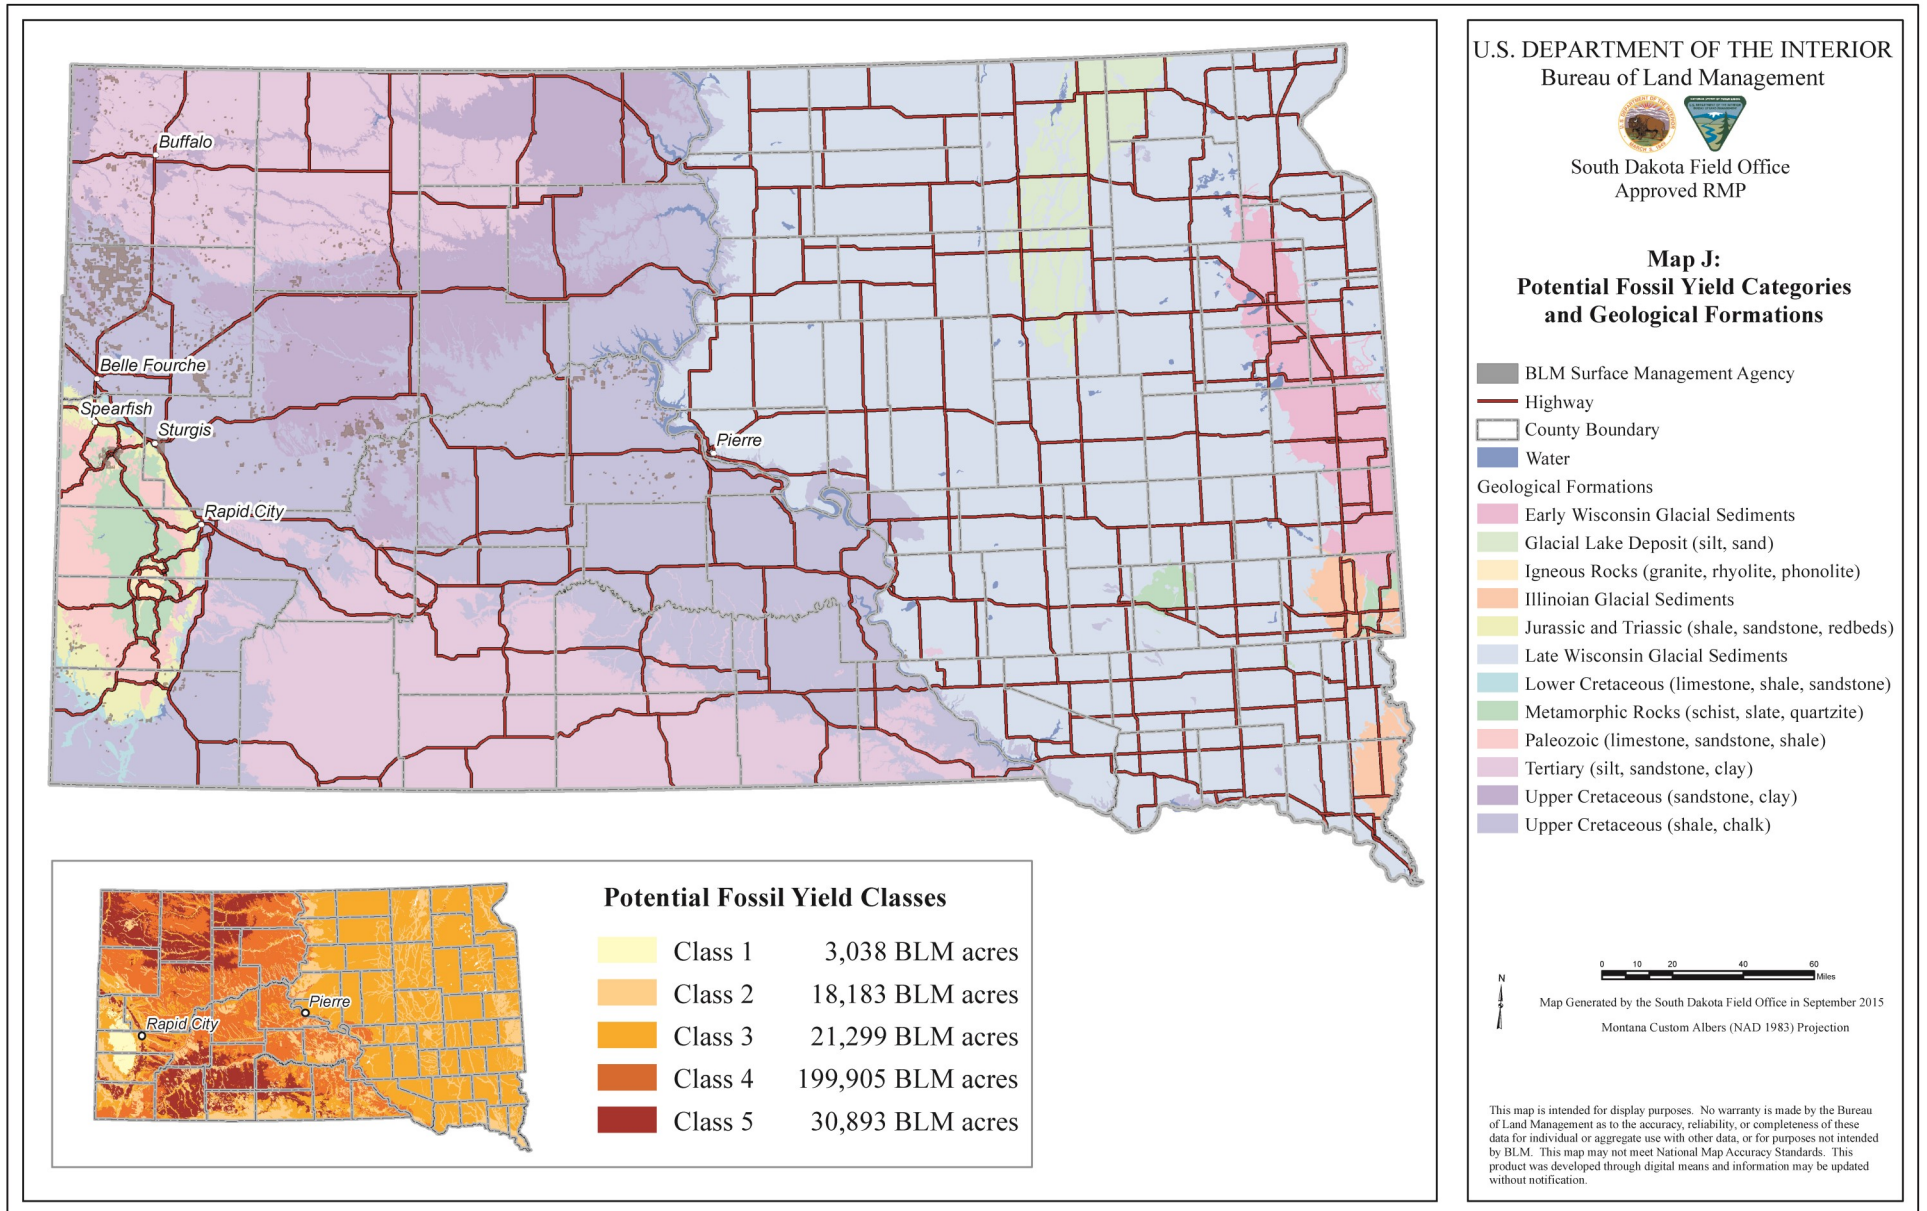 Buffalo
Belle Fourche
Spearfish
Sturgis
Pierre
Rapid City
Potential Fossil Yield Classes
Class 1 3,038 BLM acres
Class 2 18,183 BLM acres
Class 3 21,299 BLM acres
Class 4 199,905 BLM acres
Class 5 30,893 BLM acres
Pierre
Rapid City
U.S. DEPARTMENT OF THE INTERIOR
Bureau of Land Management
South Dakota Field Office
Approved RMP
Map J:
Potential Fossil Yield Categories
and Geological Formations
BLM Surface Management Agency
Highway
County Boundary
Water
Geological Formations
Early Wisconsin Glacial Sediments
Glacial Lake Deposit (silt, sand)
Igneous Rocks (granite, rhyolite, phonolite)
Illinoian Glacial Sediments
Jurassic and Triassic (shale, sandstone, redbeds)
Late Wisconsin Glacial Sediments
Lower Cretaceous (limestone, shale, sandstone)
Metamorphic Rocks (schist, slate, quartzite)
Paleozoic (limestone, sandstone, shale)
Tertiary (silt, sandstone, clay)
Upper Cretaceous (sandstone, clay)
Upper Cretaceous (shale, chalk)
N
0 10 20 40 60
Miles
Map Generated by the South Dakota Field Office in September 2015
Montana Custom Albers (NAD 1983) Projection
This map is intended for display purposes. No warranty is made by the Bureau
of Land Management as to the accuracy, reliability, or completeness of these
data for individual or aggregate use with other data, or for purposes not intended
by BLM. This map may not meet National Map Accuracy Standards. This
product was developed through digital means and information may be updated
without notification.